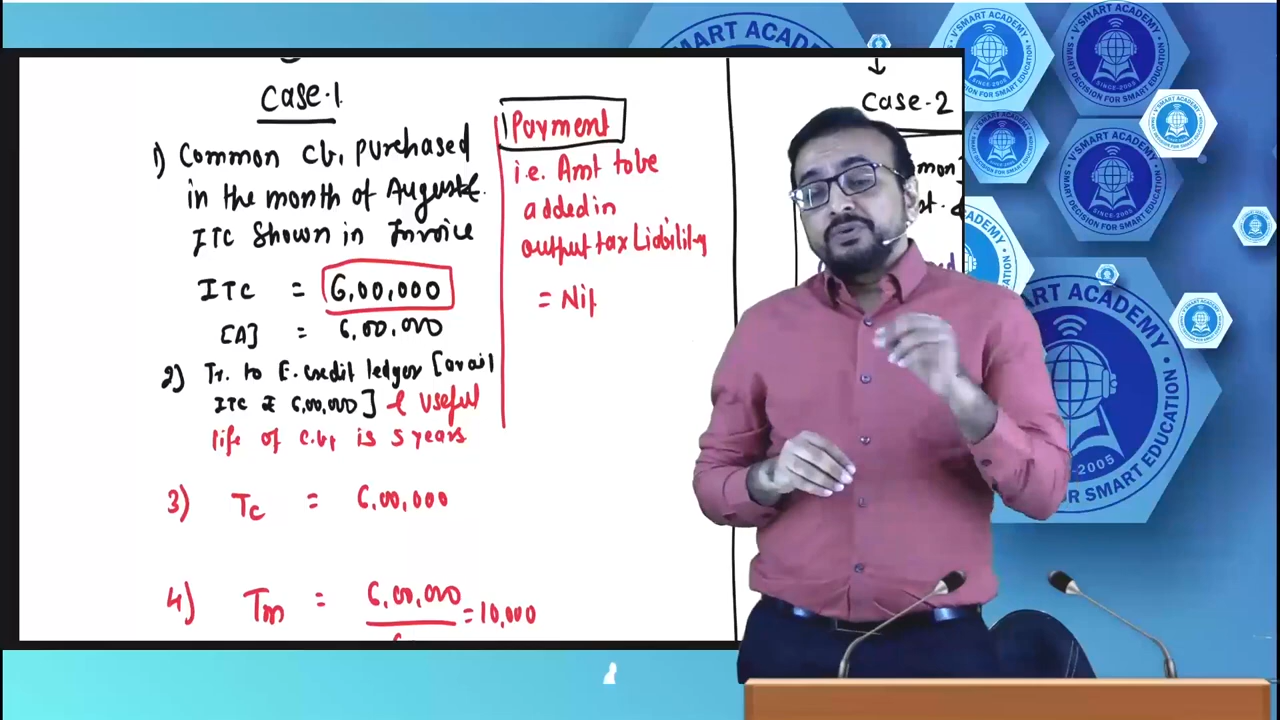 Case-1
1) Common C.G. purchased
in the month of August.
ITC Shown in Invoice
ITC = 6,00,000
[A] = 6,00,000
2) Tr. to E. credit ledger [avail
ITC ₹ 6,00,000] & useful
life of C.G. is 5 years
3) Tc = 6,00,000
4) Tm = 6,00,000 = 10,000
Payment
i.e. Amt to be
added in
output tax Liability
= Nil
Case-2
V'SMART ACADEMY
SMART DECISION FOR SMART EDUCATION
SINCE-2005